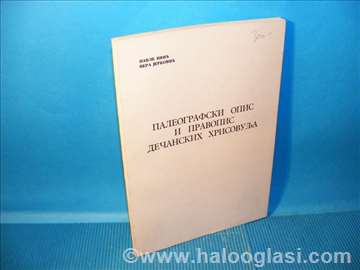 ПАВЛЕ ИВИЋ
ВЕРА ЈЕРКОВИЋ
ПАЛЕОГРАФСКИ ОПИС
И ПРАВОПИС
ДЕЧАНСКИХ ХРИСОВУЉА
www.halooglasi.com